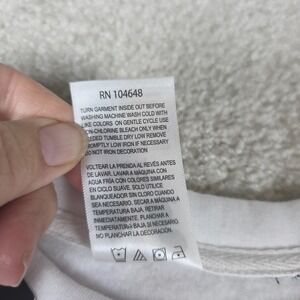 RN 104648
TURN GARMENT INSIDE OUT BEFORE
WASHING MACHINE WASH COLD WITH
LIKE COLORS ON GENTLE CYCLE USE
NON-CHLORINE BLEACH ONLY WHEN
NEEDED TUMBLE DRY LOW REMOVE
PROMPTLY LOW IRON IF NECESSARY
DO NOT IRON DECORATION
VOLTEAR LA PRENDA AL REVÉS ANTES
DE LAVAR. LAVAR A MÁQUINA CON
AGUA FRÍA CON COLORES SIMILARES
EN CICLO SUAVE. SOLO UTILICE
BLANQUEADOR SIN CLORO CUANDO
SEA NECESARIO. SECAR A MÁQUINA
TEMPERATURA BAJA. RETIRAR
INMEDIATAMENTE. PLANCHAR A
TEMPERATURA BAJA SI ES NECESARIO.
NO PLANCHAR LA DECORACIÓN.